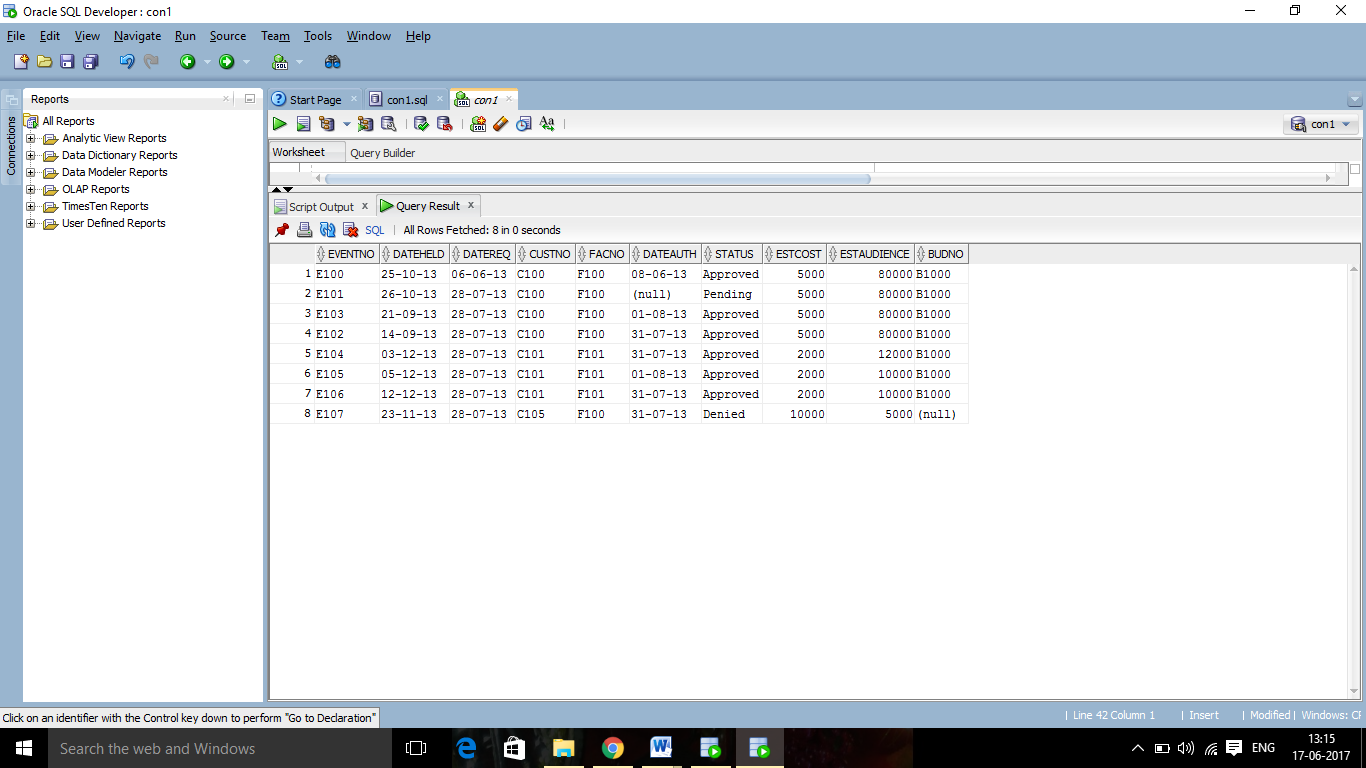 Oracle SQL Developer : con1
File Edit View Navigate Run Source Team Tools Window Help
Connections
Reports
All Reports
Analytic View Reports
Data Dictionary Reports
Data Modeler Reports
OLAP Reports
TimesTen Reports
User Defined Reports
Start Page con1.sql con1
con1
Worksheet Query Builder
Script Output x Query Result x
SQL | All Rows Fetched: 8 in 0 seconds
EVENTNO DATEHELD DATEREQ CUSTNO FACNO DATEAUTH STATUS ESTCOST ESTAUDIENCE BUDNO
1 E100 25-10-13 06-06-13 C100 F100 08-06-13 Approved 5000 80000 B1000
2 E101 26-10-13 28-07-13 C100 F100 (null) Pending 5000 80000 B1000
3 E103 21-09-13 28-07-13 C100 F100 01-08-13 Approved 5000 80000 B1000
4 E102 14-09-13 28-07-13 C100 F100 31-07-13 Approved 5000 80000 B1000
5 E104 03-12-13 28-07-13 C101 F101 31-07-13 Approved 2000 12000 B1000
6 E105 05-12-13 28-07-13 C101 F101 01-08-13 Approved 2000 10000 B1000
7 E106 12-12-13 28-07-13 C101 F101 31-07-13 Approved 2000 10000 B1000
8 E107 23-11-13 28-07-13 C105 F100 31-07-13 Denied 10000 5000 (null)
Click on an identifier with the Control key down to perform "Go to Declaration"
| Line 42 Column 1 | Insert | Modified | Windows: CF
Search the web and Windows
ENG
13:15
17-06-2017